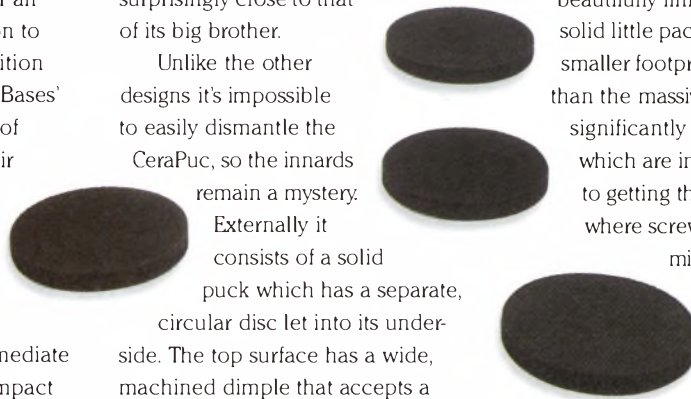 an
n to
ition
Bases'
of
ir
mediate
mpact
surprisingly close to that
of its big brother.
Unlike the other
designs it's impossible
to easily dismantle the
CeraPuc, so the innards
remain a mystery.
Externally it
consists of a solid
puck which has a separate,
circular disc let into its under-
side. The top surface has a wide,
machined dimple that accepts a
beautifully
solid little pac
smaller footpr
than the massiv
significantly
which are in
to getting th
where screw
mi